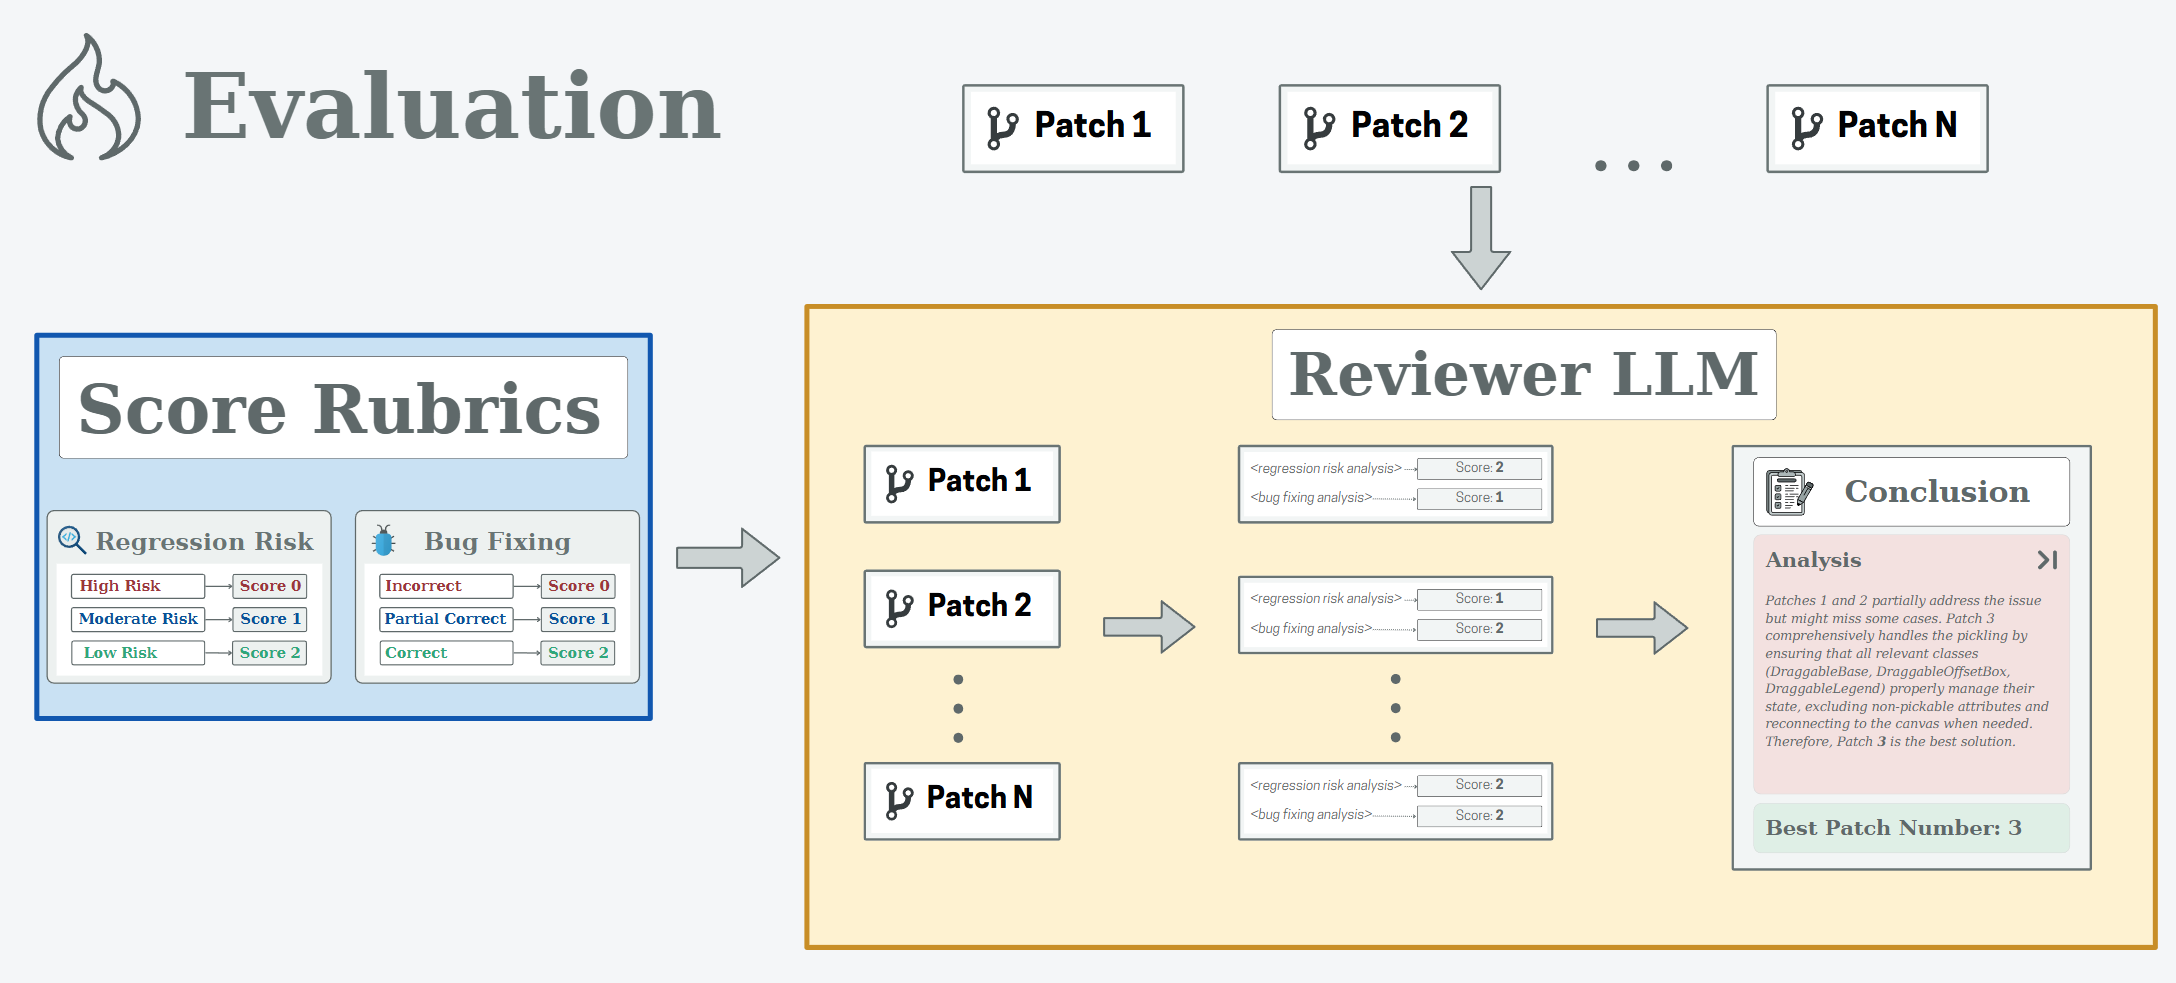 Evaluation
Patch 1
Patch 2
...
Patch N
Score Rubrics
Regression Risk
High Risk
Score 0
Moderate Risk
Score 1
Low Risk
Score 2
Bug Fixing
Incorrect
Score 0
Partial Correct
Score 1
Correct
Score 2
Reviewer LLM
Patch 1
<regression risk analysis>
Score: 2
<bug fixing analysis>
Score: 1
Patch 2
<regression risk analysis>
Score: 1
<bug fixing analysis>
Score: 2
Patch N
<regression risk analysis>
Score: 2
<bug fixing analysis>
Score: 2
Conclusion
Analysis
Patches 1 and 2 partially address the issue
but might miss some cases. Patch 3
comprehensively handles the pickling by
ensuring that all relevant classes
(DraggableBase, DraggableOffsetBox,
DraggableLegend) properly manage their
state, excluding non-pickable attributes and
reconnecting to the canvas when needed.
Therefore, Patch 3 is the best solution.
Best Patch Number: 3